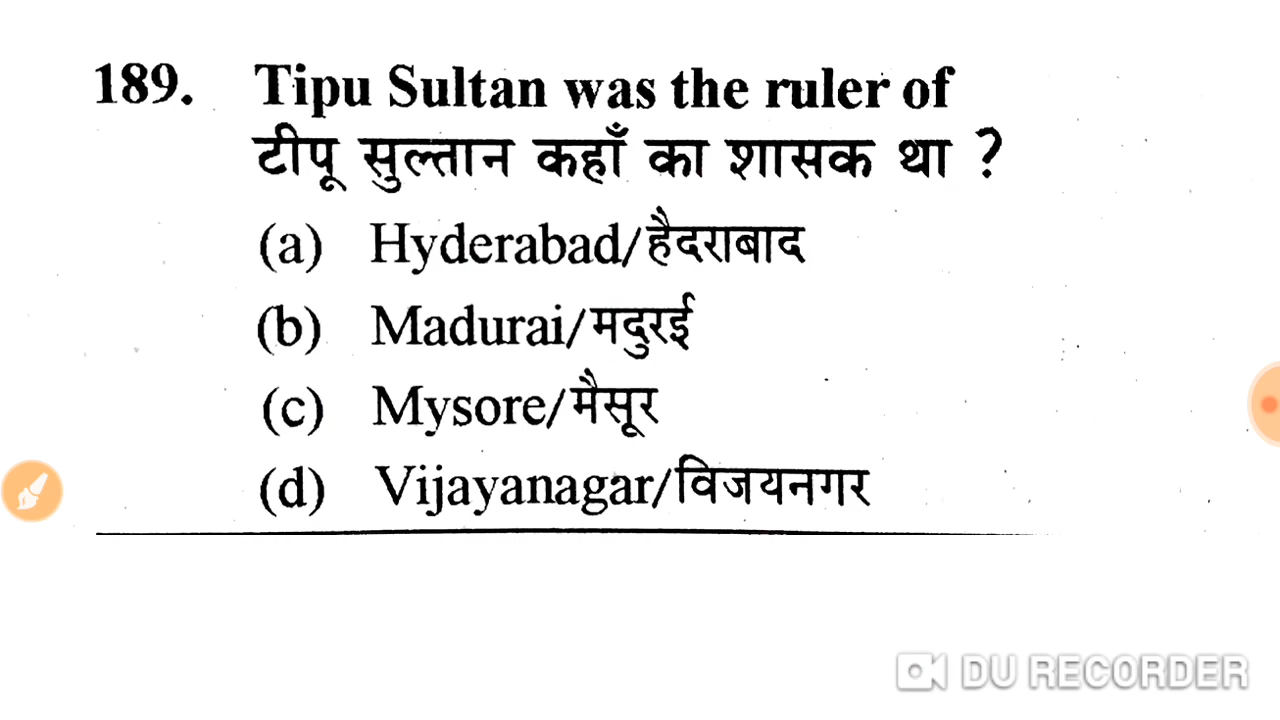 189. Tipu Sultan was the ruler of
टीपू सुल्तान कहाँ का शासक था ?
(a) Hyderabad/हैदराबाद
(b) Madurai/मदुरई
(c) Mysore/मैसूर
(d) Vijayanagar/विजयनगर
DU RECORDER